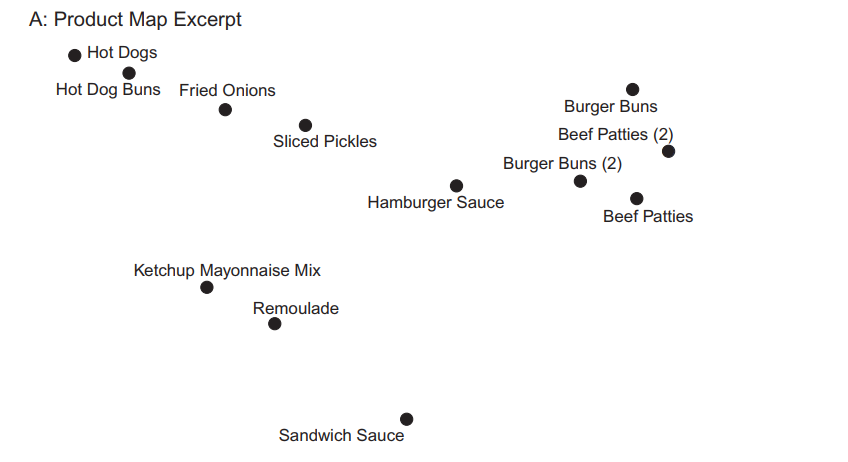 A: Product Map Excerpt
Hot Dogs
Hot Dog Buns
Fried Onions
Sliced Pickles
Burger Buns
Beef Patties (2)
Burger Buns (2)
Hamburger Sauce
Beef Patties
Ketchup Mayonnaise Mix
Remoulade
Sandwich Sauce